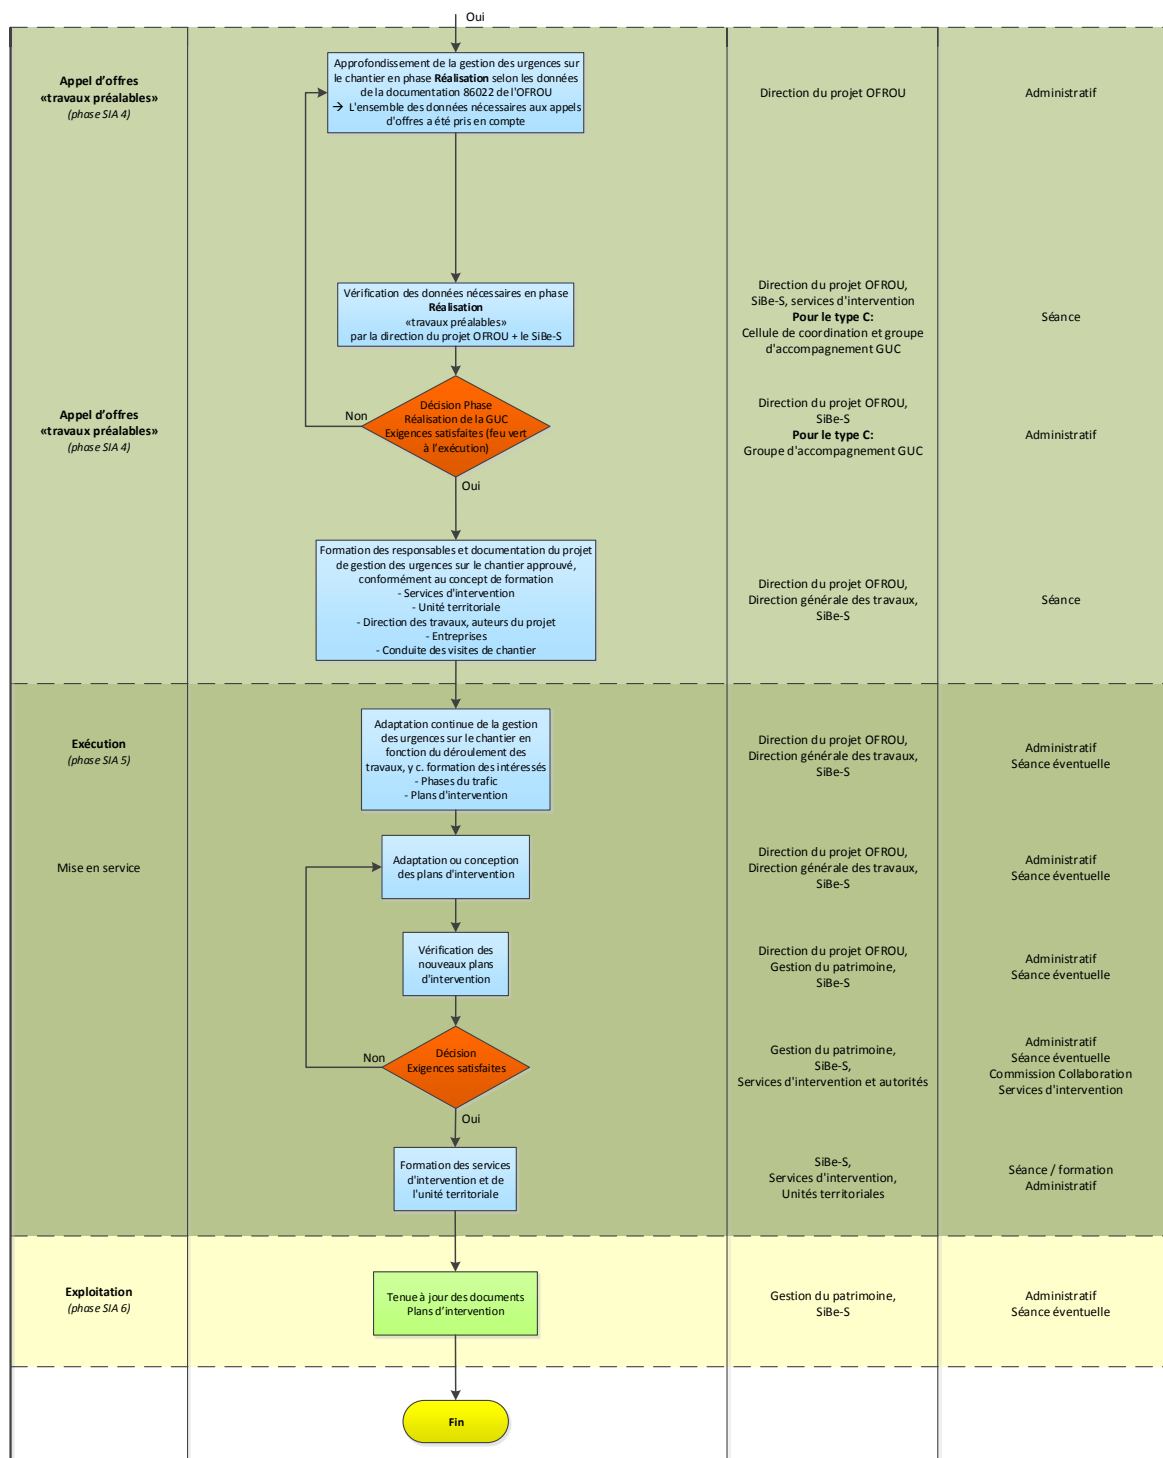 Oui
Appel d'offres
«travaux préalables»
(phase SIA 4)
Approfondissement de la gestion des urgences sur
le chantier en phase Réalisation selon les données
de la documentation 86022 de l'OFROU
→ L'ensemble des données nécessaires aux appels
d'offres a été pris en compte
Direction du projet OFROU
Administratif
Vérification des données nécessaires en phase
Réalisation
«travaux préalables»
par la direction du projet OFROU + le SiBe-S
Direction du projet OFROU,
SiBe-S, services d'intervention
Pour le type C:
Cellule de coordination et groupe
d'accompagnement GUC
Séance
Appel d'offres
«travaux préalables»
(phase SIA 4)
Non
Décision Phase
Réalisation de la GUC
Exigences satisfaites (feu vert
à l'exécution)
Oui
Direction du projet OFROU,
SiBe-S
Pour le type C:
Groupe d'accompagnement GUC
Administratif
Formation des responsables et documentation du projet
de gestion des urgences sur le chantier approuvé,
conformément au concept de formation
- Services d'intervention
- Unité territoriale
- Direction des travaux, auteurs du projet
- Entreprises
- Conduite des visites de chantier
Direction du projet OFROU,
Direction générale des travaux,
SiBe-S
Séance
Exécution
(phase SIA 5)
Adaptation continue de la gestion
des urgences sur le chantier en
fonction du déroulement des
travaux, y c. formation des intéressés
- Phases du trafic
- Plans d'intervention
Direction du projet OFROU,
Direction générale des travaux,
SiBe-S
Administratif
Séance éventuelle
Mise en service
Adaptation ou conception
des plans d'intervention
Direction du projet OFROU,
Direction générale des travaux,
SiBe-S
Administratif
Séance éventuelle
Vérification des
nouveaux plans
d'intervention
Direction du projet OFROU,
Gestion du patrimoine,
SiBe-S
Administratif
Séance éventuelle
Non
Décision
Exigences satisfaites
Oui
Gestion du patrimoine,
SiBe-S,
Services d'intervention et autorités
Administratif
Séance éventuelle
Commission Collaboration
Services d'intervention
Formation des services
d'intervention et de
l'unité territoriale
SiBe-S,
Services d'intervention,
Unités territoriales
Séance / formation
Administratif
Exploitation
(phase SIA 6)
Tenue à jour des documents
Plans d'intervention
Gestion du patrimoine,
SiBe-S
Administratif
Séance éventuelle
Fin